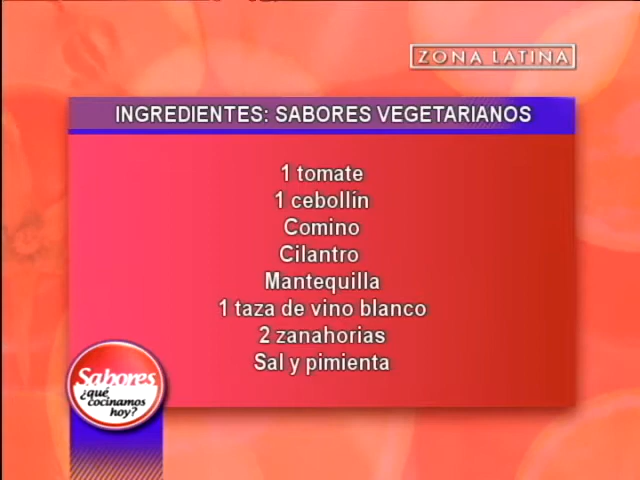 ZONA LATINA
INGREDIENTES: SABORES VEGETARIANOS
1 tomate
1 cebollín
Comino
Cilantro
Mantequilla
1 taza de vino blanco
2 zanahorias
Sal y pimienta
Sabores
¿qué
cocinamos
hoy?